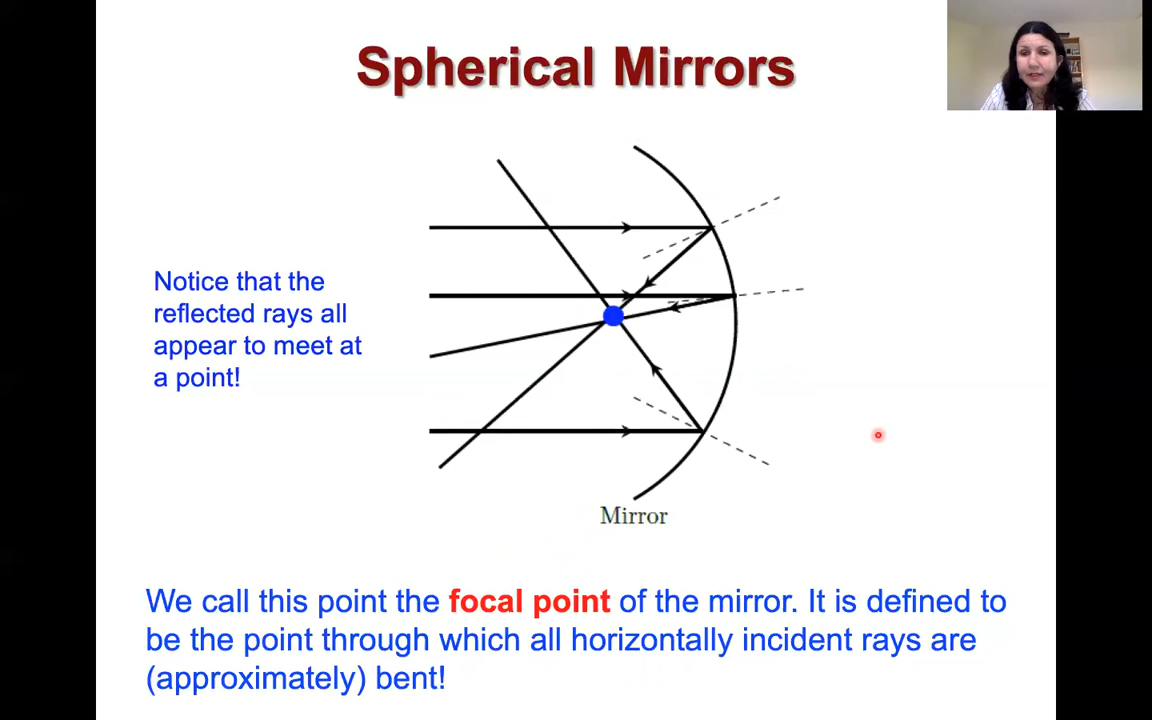 Spherical Mirrors
Notice that the
reflected rays all
appear to meet at
a point!
Mirror
We call this point the focal point of the mirror. It is defined to
be the point through which all horizontally incident rays are
(approximately) bent!